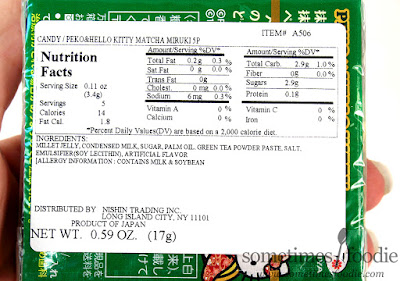 ITEM# A506
CANDY / PEKO&HELLO KITTY MATCHA MIRUKI 5P
Nutrition
Facts
Serving Size 0.11 oz
(3.4g)
Servings 5
Calories 14
Fat Cal. 1.8
Amount/Serving %DV*
Total Fat 0.2g 0.3 %
Sat Fat 0 g 0.0 %
Trans Fat 0g
Cholest. 0 mg 0.0 %
Sodium 6 mg 0.3%
Vitamin A 0 %
Calcium 0 %
Amount/Serving %DV*
Total Carb. 2.9g 1.0 %
Fiber 0g 0 %
Sugars 2.9g
Protein 0.18
Vitamin C 0 %
Iron 0 %
*Percent Daily Values(DV) are based on a 2,000 calorie diet.
INGREDIENTS:
MILLET JELLY, CONDENSED MILK, SUGAR, PALM OIL, GREEN TEA POWDER PASTE, SALT,
EMULSIFIER(SOY LECITHIN), ARTIFICIAL FLAVOR
[ALLERGY INFORMATION : CONTAINS MILK & SOYBEAN
DISTRIBUTED BY NISHIN TRADING INC.
LONG ISLAND CITY, NY 11101
PRODUCT OF JAPAN
NET WT. 0.59 OZ. (17g)
sometimes foodie
www.sometimesfoodie.com